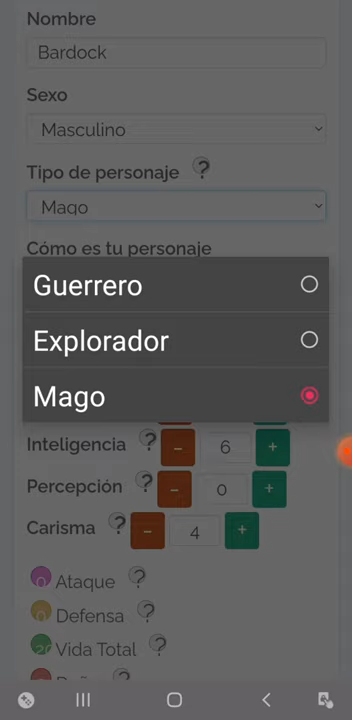 Nombre
Bardock
Sexo
Masculino
Tipo de personaje ?
Mago
Cómo es tu personaje
Guerrero
Explorador
Mago
Inteligencia ? - 6 +
Percepción ? - 0 +
Carisma ? - 4 +
0 Ataque ?
0 Defensa ?
20 Vida Total ?